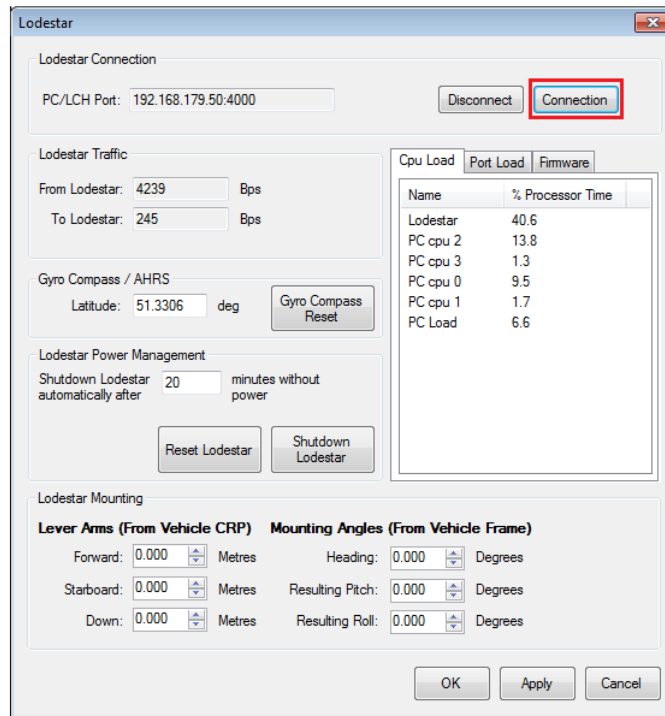 Lodestar
Lodestar Connection
PC/LCH Port: 192.168.179.50:4000 Disconnect Connection
Lodestar Traffic
From Lodestar: 4239 Bps
To Lodestar: 245 Bps
Gyro Compass / AHRS
Latitude: 51.3306 deg Gyro Compass
Reset
Lodestar Power Management
Shutdown Lodestar
automatically after 20 minutes without
power
Reset Lodestar Shutdown
Lodestar
Cpu Load Port Load Firmware
Name % Processor Time
Lodestar 40.6
PC cpu 2 13.8
PC cpu 3 1.3
PC cpu 0 9.5
PC cpu 1 1.7
PC Load 6.6
Lodestar Mounting
Lever Arms (From Vehicle CRP) Mounting Angles (From Vehicle Frame)
Forward: 0.000 Metres Heading: 0.000 Degrees
Starboard: 0.000 Metres Resulting Pitch: 0.000 Degrees
Down: 0.000 Metres Resulting Roll: 0.000 Degrees
OK Apply Cancel